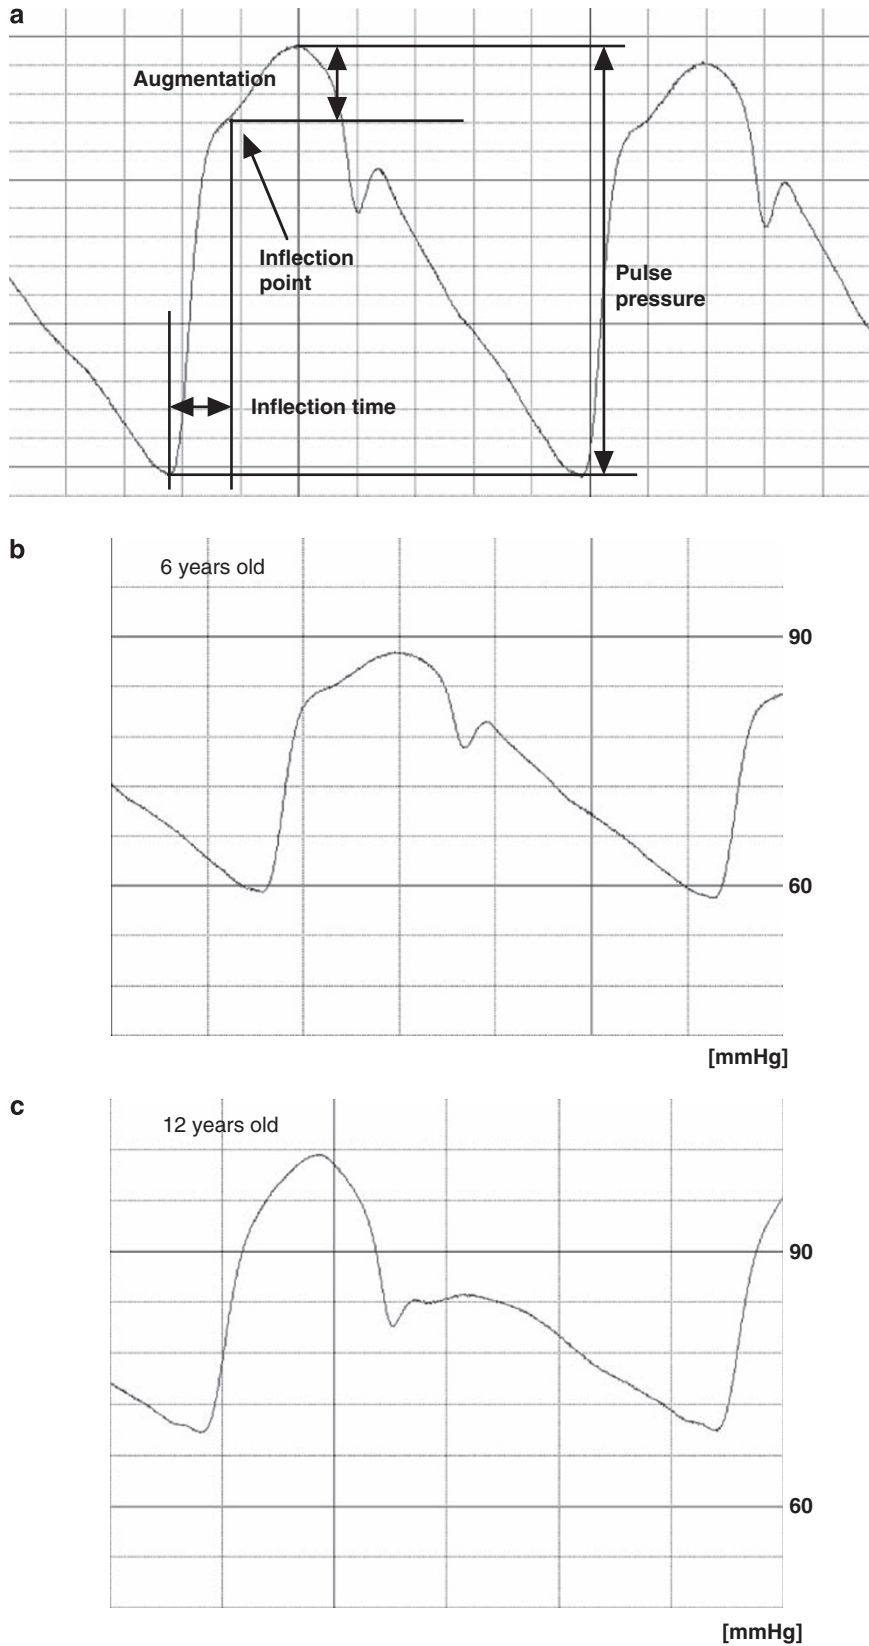 a
Augmentation
Inflection
point
Pulse
pressure
Inflection time
b
6 years old
90
60
[mmHg]
c
12 years old
90
60
[mmHg]